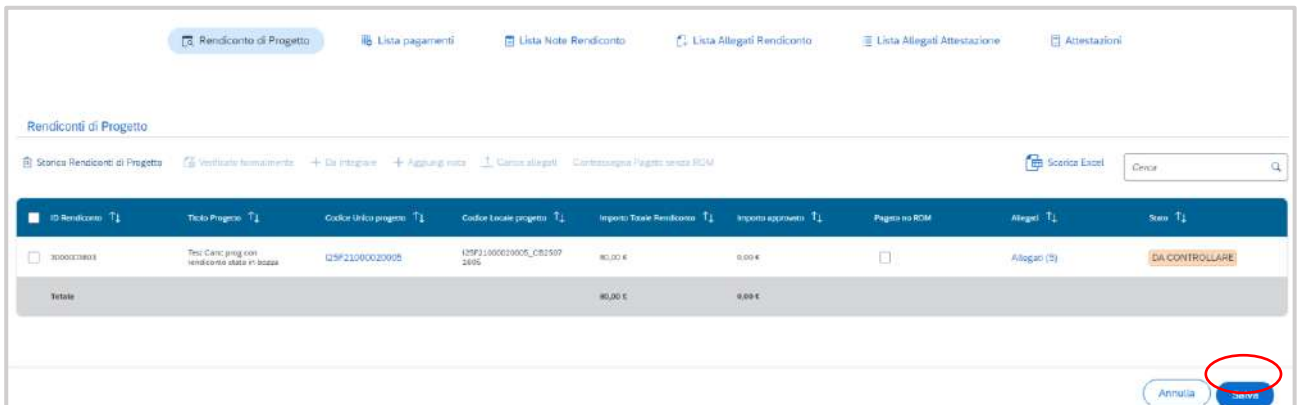 Rendiconto di Progetto Lista pagamenti Lista Note Rendiconto Lista Allegati Rendiconto Lista Allegati Attestazione Attestazioni
Rendiconti di Progetto
Storico Rendiconti di Progetto Verificato formalmente + Da integrare + Aggiungi nota Carica allegati Contrassegna Pagato senza ROM Scarica Excel Cerca
ID Rendiconto Titolo Progetto Codice Unico progetto Codice Locale progetto Importo Totale Rendiconto Importo approvato Pagato no ROM Allegati Stato
3000003803 Test Canc prog con I25F21000020005 I25F21000020005_CB2507 80,00 € 0,00 € Allegati (5) DA CONTROLLARE
rendiconto stato in bozza 2005
Totale 80,00 € 0,00 €
Annulla Salva